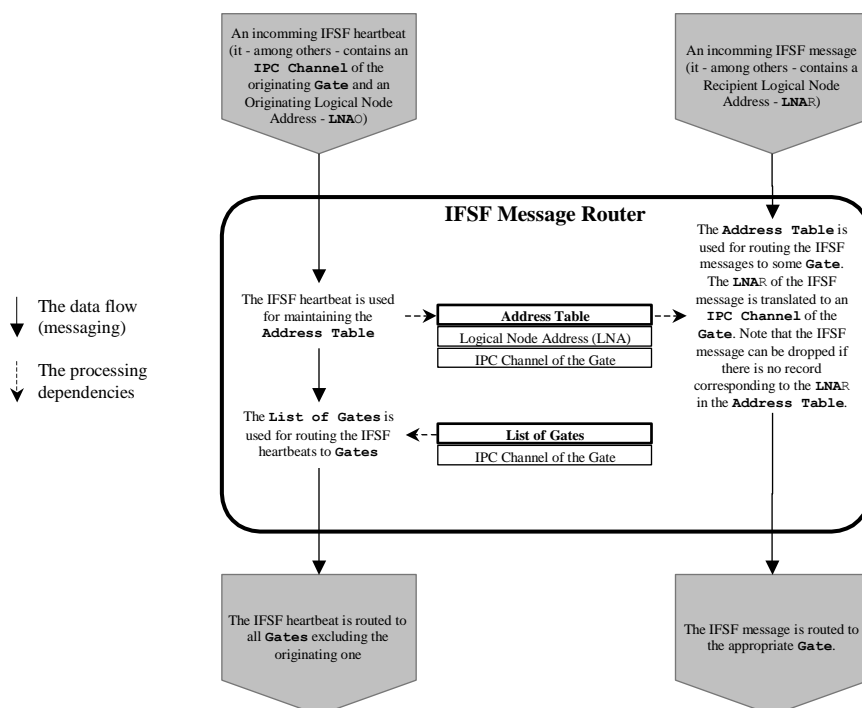 An incomming IFSF heartbeat
(it - among others - contains an
IPC Channel of the
originating Gate and an
Originating Logical Node
Address - LNAO)
An incomming IFSF message
(it - among others - contains a
Recipient Logical Node
Address - LNAR)
IFSF Message Router
The data flow
(messaging)
The processing
dependencies
The IFSF heartbeat is used
for maintaining the
Address Table
Address Table
Logical Node Address (LNA)
IPC Channel of the Gate
The Address Table is
used for routing the IFSF
messages to some Gate.
The LNAR of the IFSF
message is translated to an
IPC Channel of the
Gate. Note that the IFSF
message can be dropped if
there is no record
corresponding to the LNAR
in the Address Table.
The List of Gates is
used for routing the IFSF
heartbeats to Gates
List of Gates
IPC Channel of the Gate
The IFSF heartbeat is routed to
all Gates excluding the
originating one
The IFSF message is routed to
the appropriate Gate.